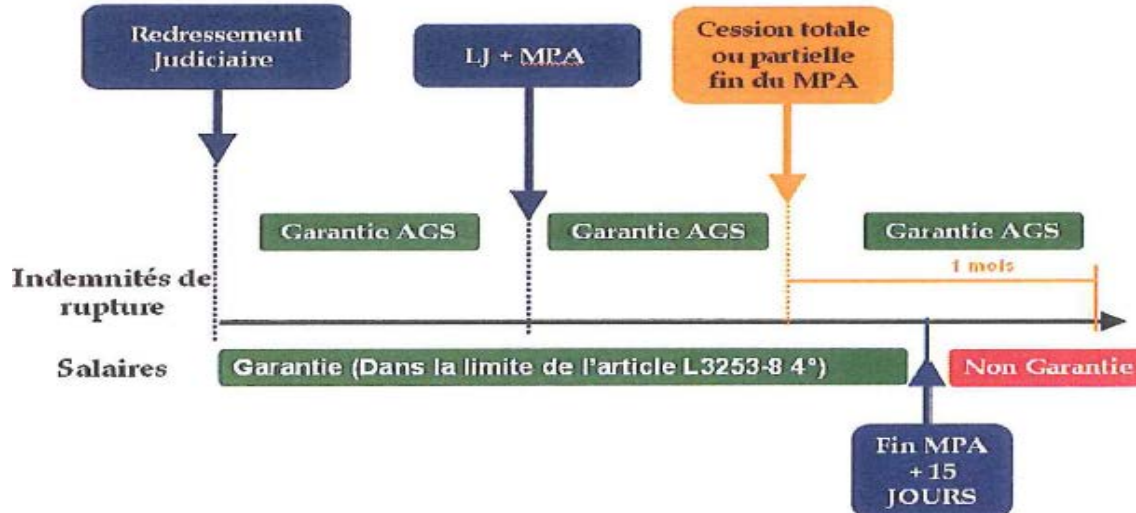 Redressement
Judiciaire
LJ + MPA
Cession totale
ou partielle
fin du MPA
Garantie AGS
Garantie AGS
Garantie AGS
1 mois
Indemnités de
rupture
Salaires
Garantie (Dans la limite de l'article L3253-8 4°)
Non Garantie
Fin MPA
+ 15
JOURS